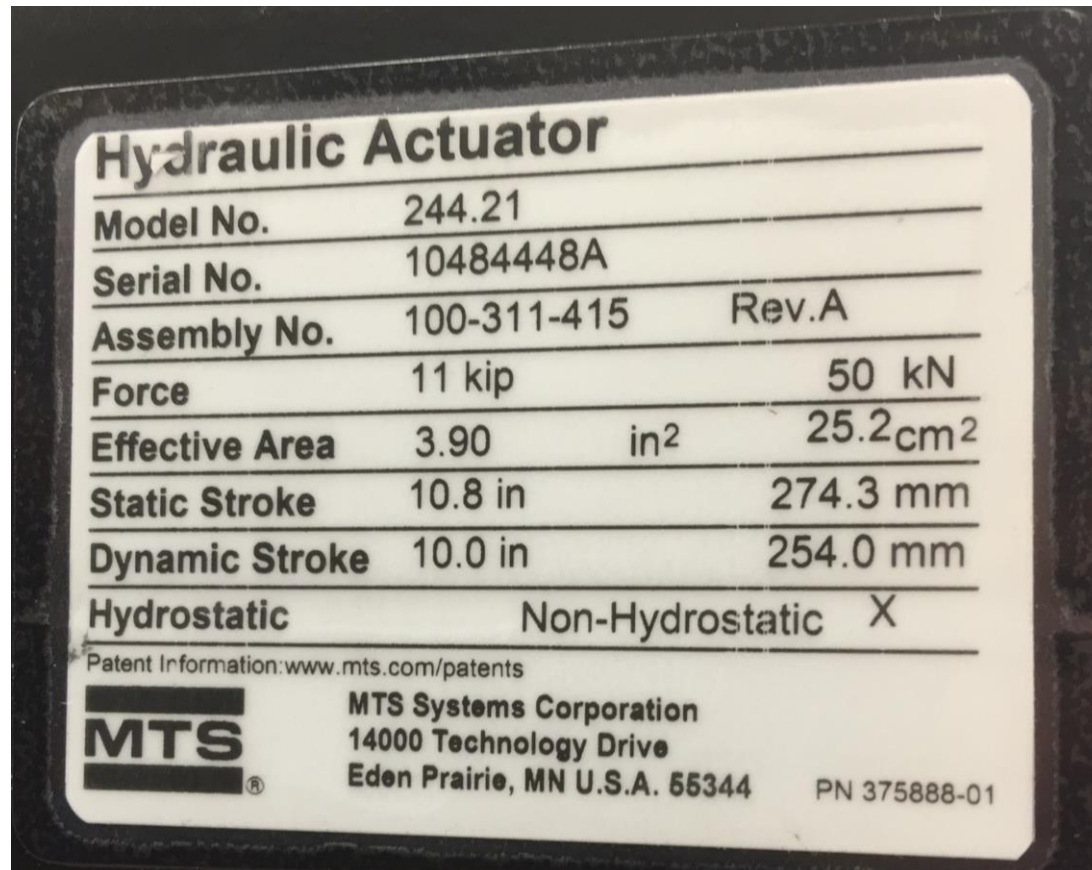 Hydraulic Actuator
Model No. 244.21
Serial No. 10484448A
Assembly No. 100-311-415 Rev.A
Force 11 kip 50 kN
Effective Area 3.90 in2 25.2cm2
Static Stroke 10.8 in 274.3 mm
Dynamic Stroke 10.0 in 254.0 mm
Hydrostatic Non-Hydrostatic X
Patent Information:www.mts.com/patents
MTS®
MTS Systems Corporation
14000 Technology Drive
Eden Prairie, MN U.S.A. 55344
PN 375888-01